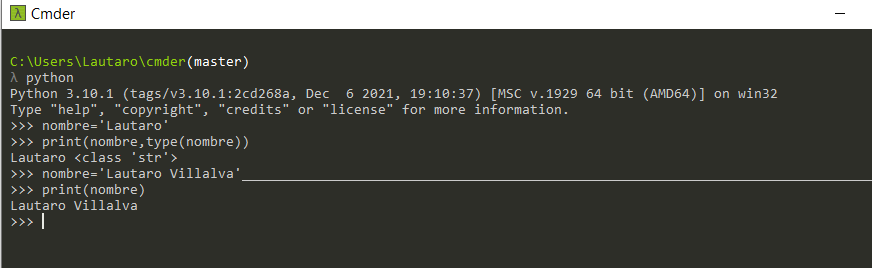 Cmder
C:\Users\Lautaro\cmder(master)
λ python
Python 3.10.1 (tags/v3.10.1:2cd268a, Dec  6 2021, 19:10:37) [MSC v.1929 64 bit (AMD64)] on win32
Type "help", "copyright", "credits" or "license" for more information.
>>> nombre='Lautaro'
>>> print(nombre,type(nombre))
Lautaro <class 'str'>
>>> nombre='Lautaro Villalva'
>>> print(nombre)
Lautaro Villalva
>>>